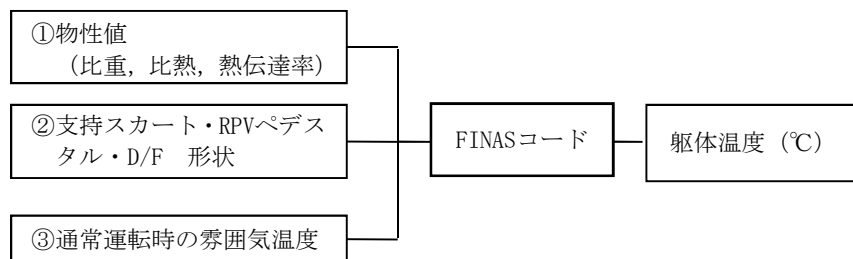 ①物性値
（比重，比熱，熱伝達率）
②支持スカート・RPVペデス
タル・D/F　形状
③通常運転時の雰囲気温度
FINASコード
躯体温度（℃）